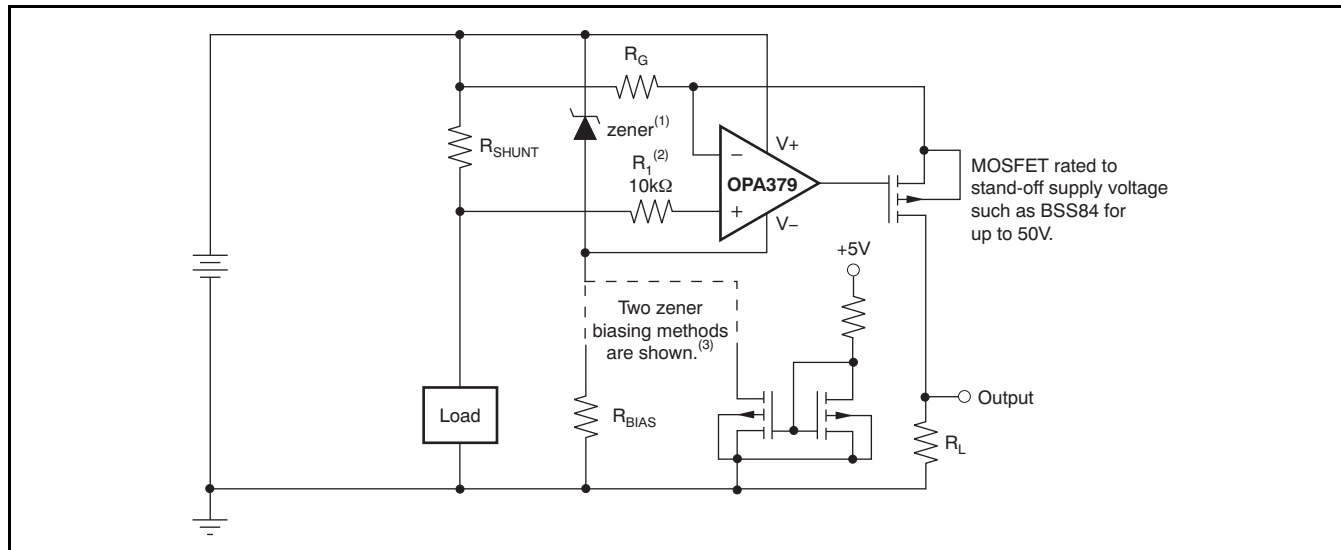 R_G
zener(1)
R_SHUNT
R_1(2)
10kΩ
V+
−
OPA379
+
V−
MOSFET rated to
stand-off supply voltage
such as BSS84 for
up to 50V.
+5V
Two zener
biasing methods
are shown.(3)
Load
R_BIAS
Output
R_L